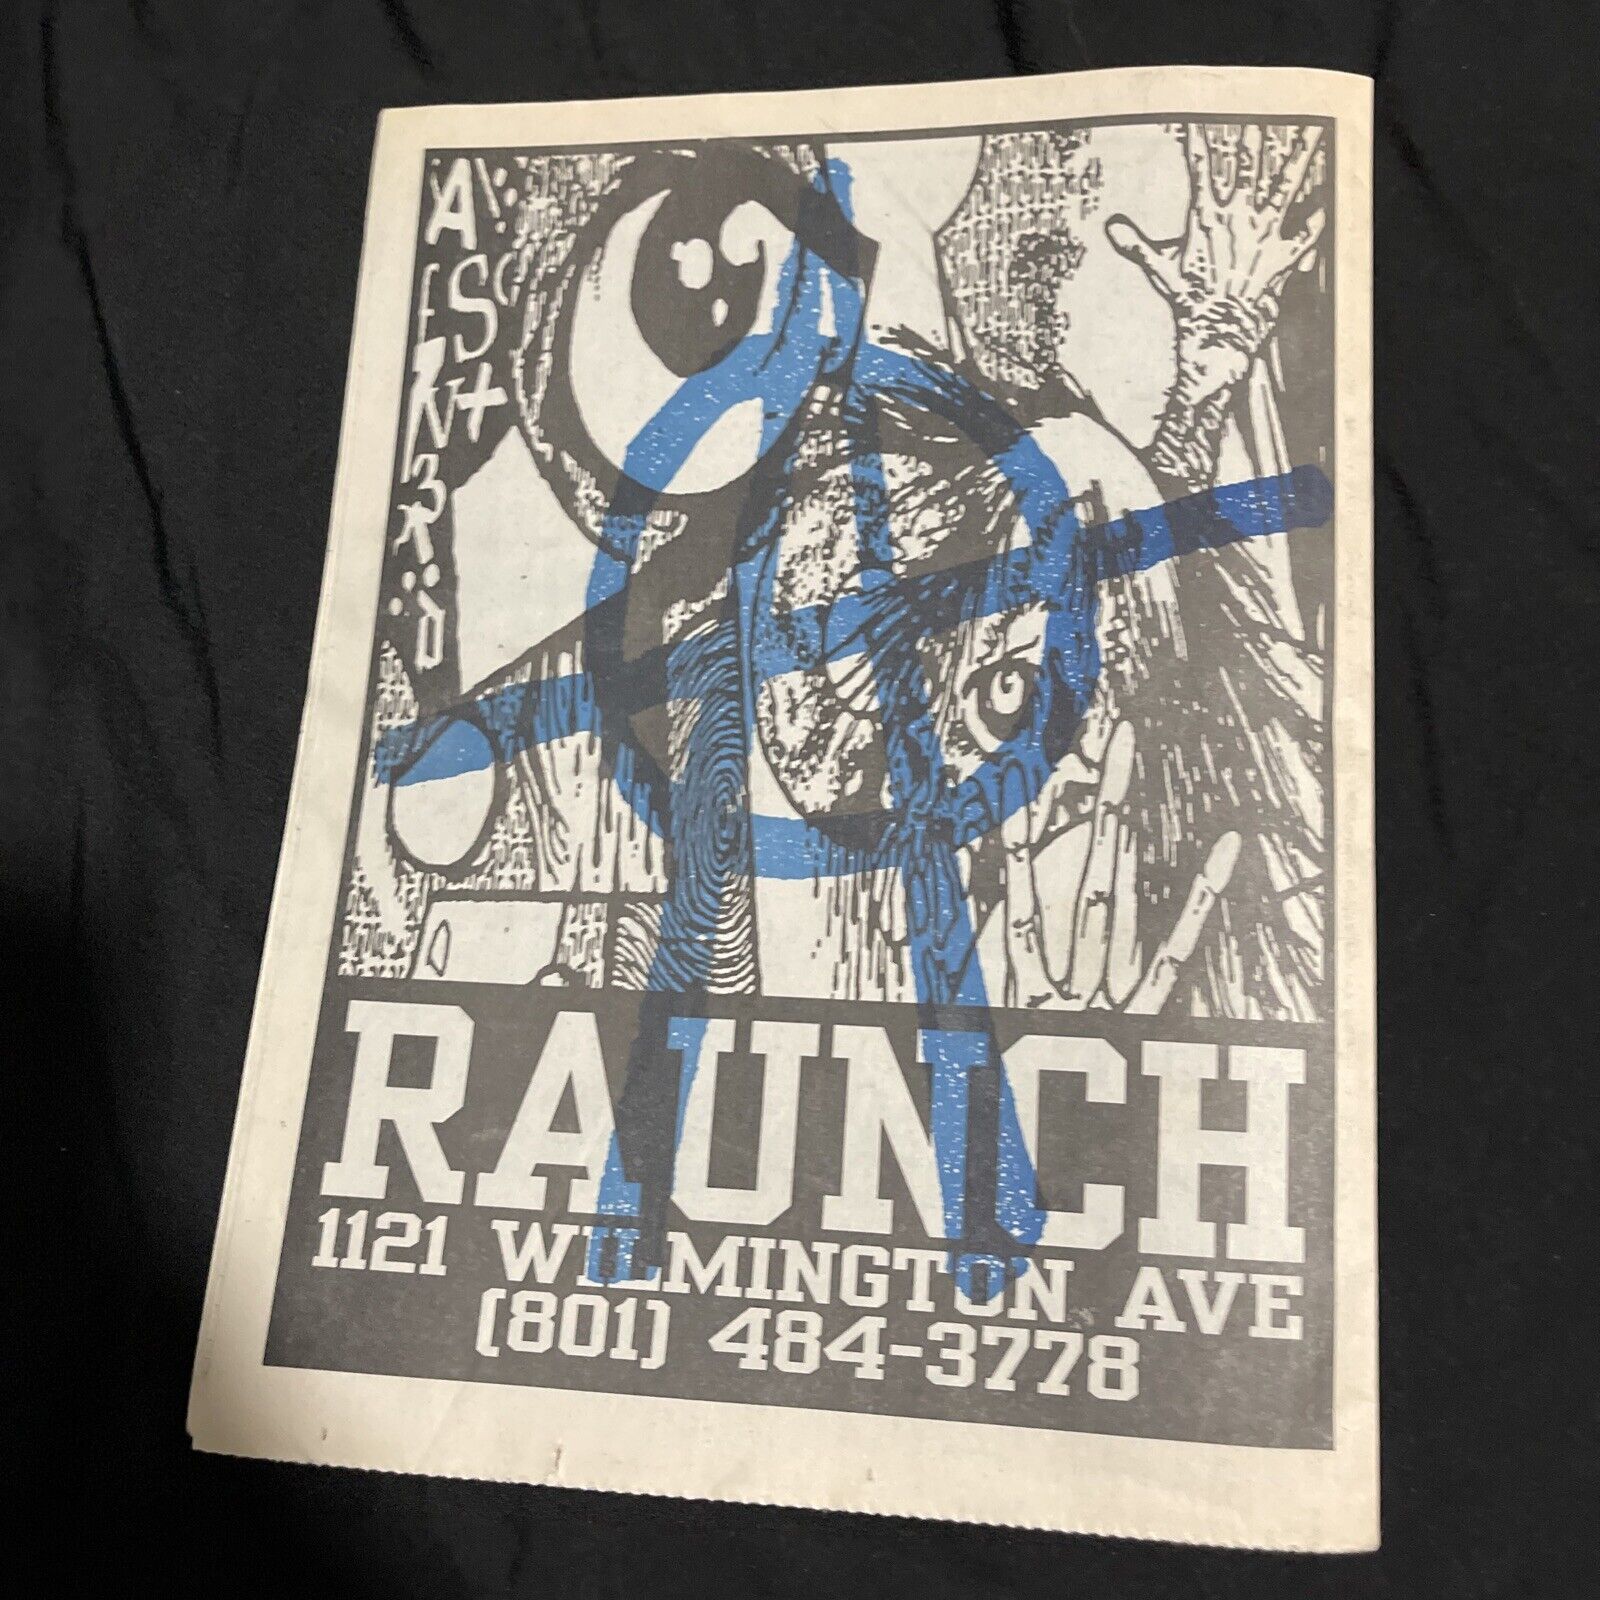 RAUNCH
1121 WILMINGTON AVE
(801) 484-3778